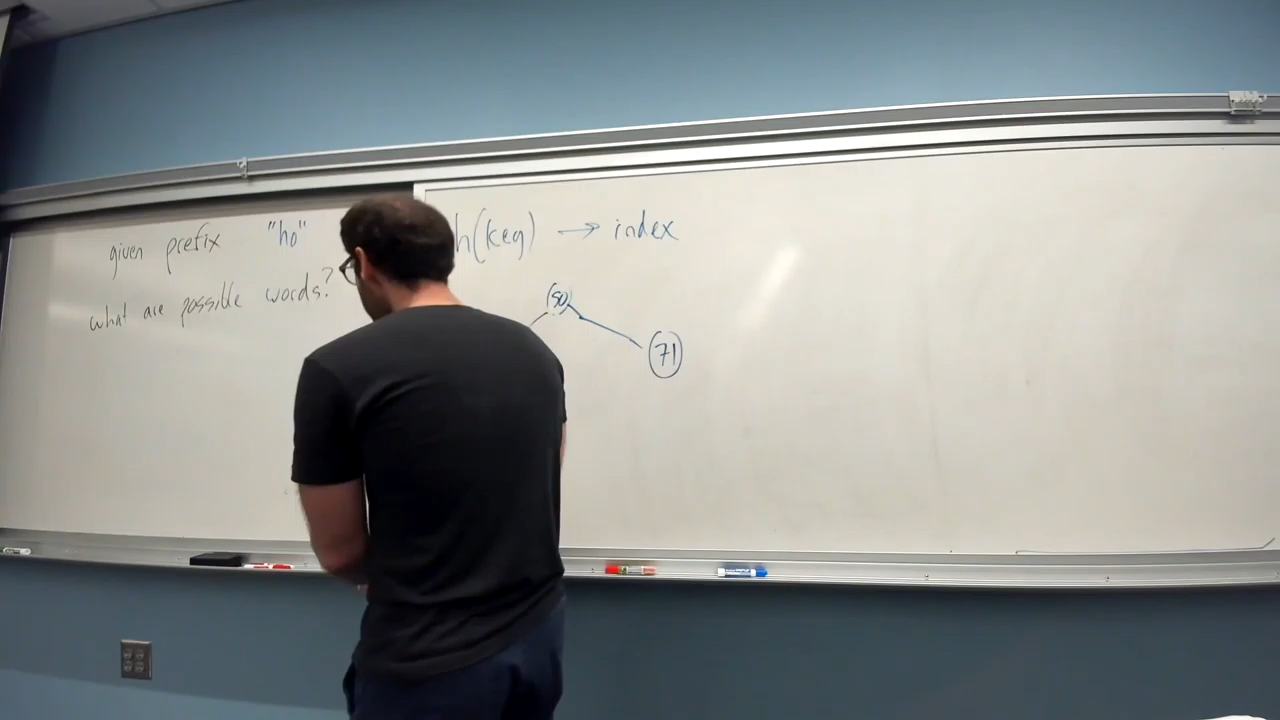 given prefix "ho"
what are possible words?
h(key) → index
50
71